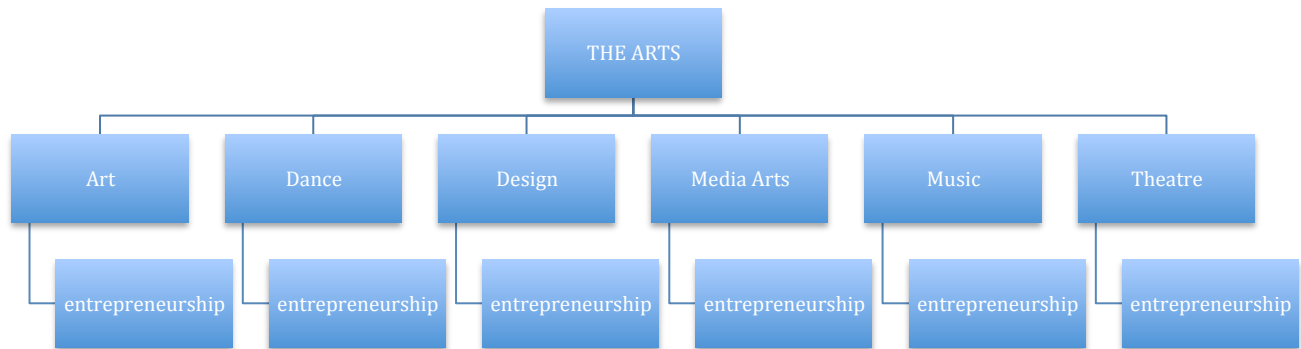 THE ARTS
Art
Dance
Design
Media Arts
Music
Theatre
entrepreneurship
entrepreneurship
entrepreneurship
entrepreneurship
entrepreneurship
entrepreneurship